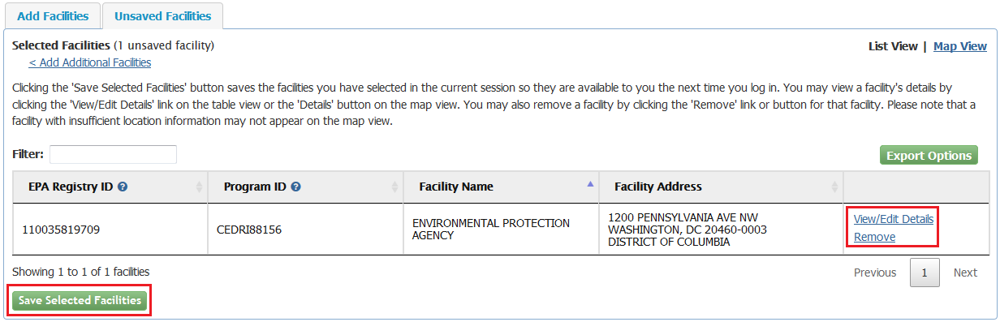 Add Facilities Unsaved Facilities
Selected Facilities (1 unsaved facility) List View | Map View
< Add Additional Facilities
Clicking the 'Save Selected Facilities' button saves the facilities you have selected in the current session so they are available to you the next time you log in. You may view a facility's details by
clicking the 'View/Edit Details' link on the table view or the 'Details' button on the map view. You may also remove a facility by clicking the 'Remove' link or button for that facility. Please note that a
facility with insufficient location information may not appear on the map view.
Filter: Export Options
EPA Registry ID ? Program ID ? Facility Name Facility Address
110035819709 CEDRI88156 ENVIRONMENTAL PROTECTION AGENCY 1200 PENNSYLVANIA AVE NW
WASHINGTON, DC 20460-0003
DISTRICT OF COLUMBIA
View/Edit Details
Remove
Showing 1 to 1 of 1 facilities Previous 1 Next
Save Selected Facilities